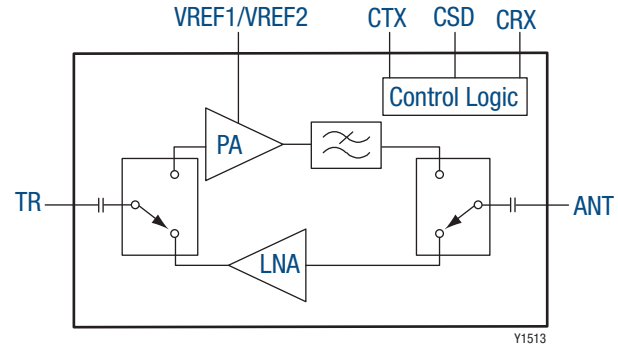 VREF1/VREF2
CTX
CSD
CRX
Control Logic
PA
TR
ANT
LNA
Y1513